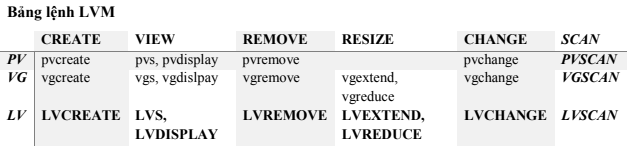 Bảng lệnh LVM
CREATE VIEW REMOVE RESIZE CHANGE SCAN
PV pvcreate pvs, pvdisplay pvremove pvchange PVSCAN
VG vgcreate vgs, vgdislpay vgremove vgextend, vgchange VGSCAN
vgreduce
LV LVCREATE LVS, LVREMOVE LVEXTEND, LVCHANGE LVSCAN
LVDISPLAY LVREDUCE